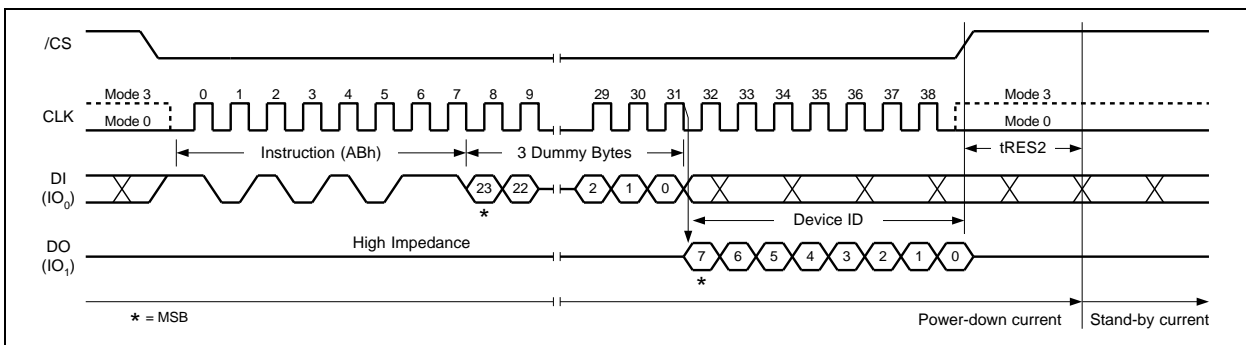 /CS
Mode 3 0 1 2 3 4 5 6 7 8 9 29 30 31 32 33 34 35 36 37 38 Mode 3
CLK Mode 0 Mode 0
Instruction (ABh) 3 Dummy Bytes tRES2
DI
(IO0) 23 22 2 1 0
* Device ID
DO High Impedance
(IO1) 7 6 5 4 3 2 1 0
*
* = MSB Power-down current Stand-by current